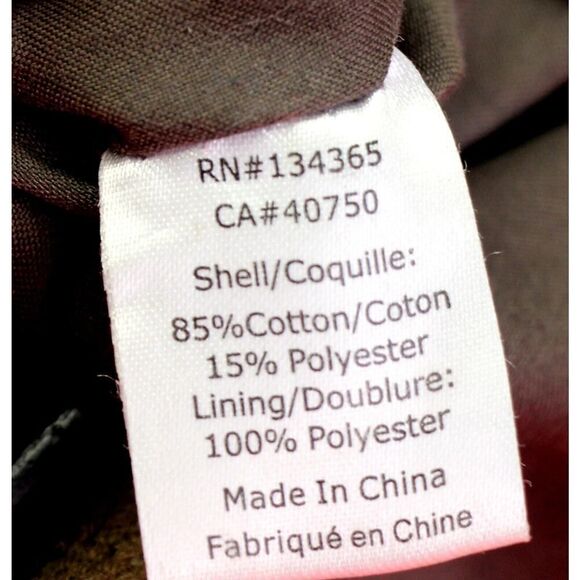 RN#134365
CA#40750
Shell/Coquille:
85%Cotton/Coton
15% Polyester
Lining/Doublure:
100% Polyester
Made In China
Fabriqué en Chine